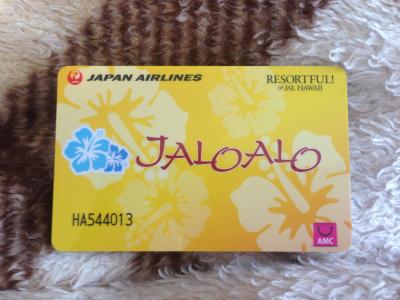 JAPAN AIRLINES
RESORTFUL!
JAL HAWAII
JALOALO
HA544013
AMC